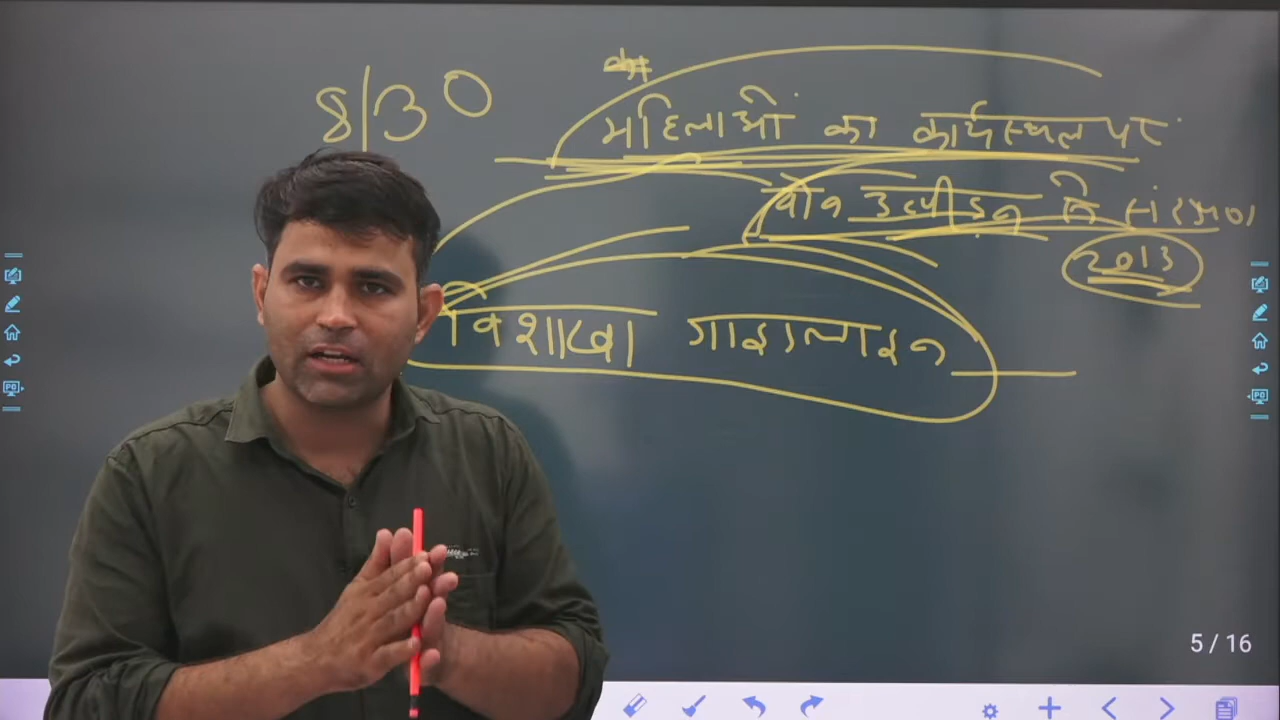 8/30
महिलाओं का कार्यस्थल पर
यौन उत्पीड़न से संरक्षण
2013
विशाखा गाइडलाइन
5 / 16